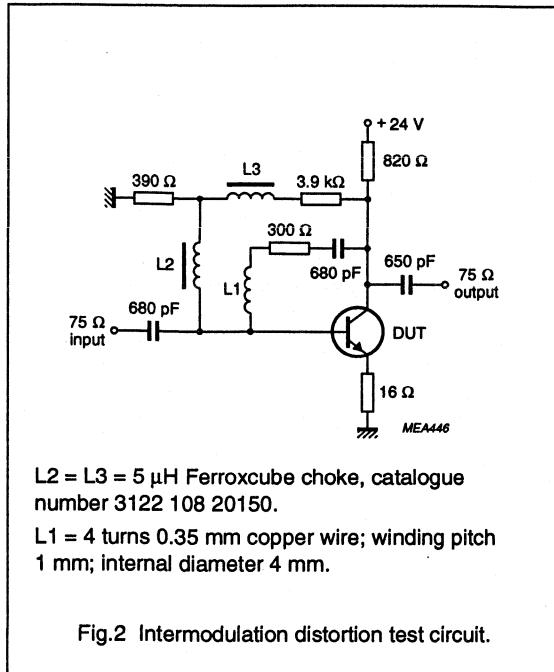 + 24 V
820 Ω
390 Ω
L3
3.9 kΩ
300 Ω
L2
L1
680 pF
650 pF
75 Ω
output
680 pF
75 Ω
input
DUT
16 Ω
MEA446
L2 = L3 = 5 μH Ferroxcube choke, catalogue
number 3122 108 20150.
L1 = 4 turns 0.35 mm copper wire; winding pitch
1 mm; internal diameter 4 mm.
Fig.2 Intermodulation distortion test circuit.